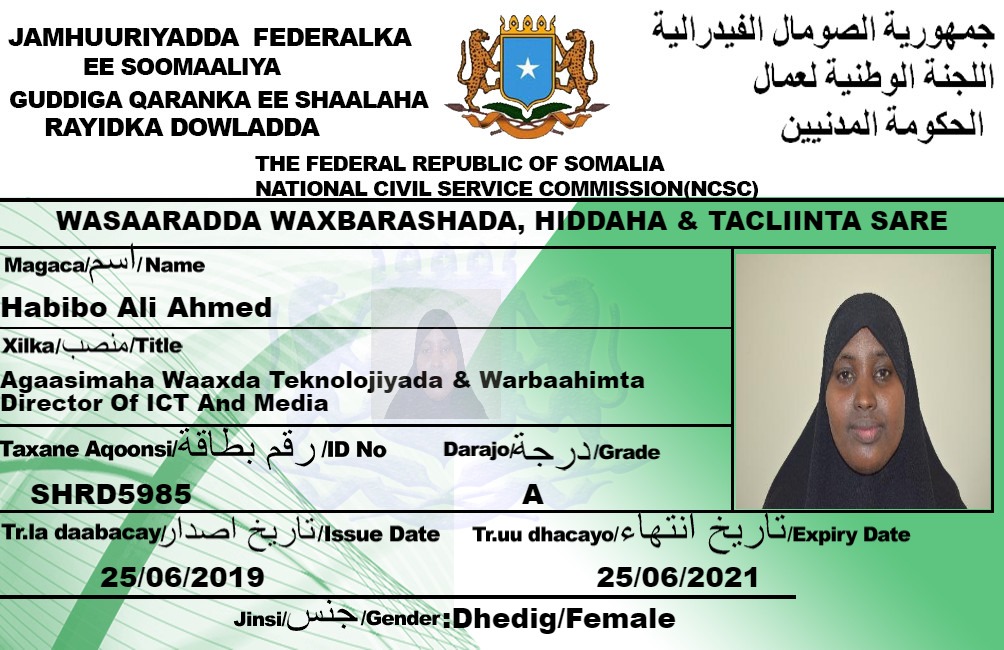 JAMHUURIYADDA FEDERALKA
EE SOOMAALIYA
GUDDIGA QARANKA EE SHAALAHA
RAYIDKA DOWLADDA
جمهورية الصومال الفيدرالية
اللجنة الوطنية لعمال
الحكومة المدنيين
THE FEDERAL REPUBLIC OF SOMALIA
NATIONAL CIVIL SERVICE COMMISSION(NCSC)
WASAARADDA WAXBARASHADA, HIDDAHA & TACLIINTA SARE
Magaca/اسم/Name
Habibo Ali Ahmed
Xilka/منصب/Title
Agaasimaha Waaxda Teknolojiyada & Warbaahimta
Director Of ICT And Media
Taxane Aqoonsi/رقم بطاقة/ID No
Darajo/درجة/Grade
SHRD5985
A
Tr.la daabacay/تاريخ اصدار/Issue Date
Tr.uu dhacayo/تاريخ انتهاء/Expiry Date
25/06/2019
25/06/2021
Jinsi/جنس/Gender:Dhedig/Female